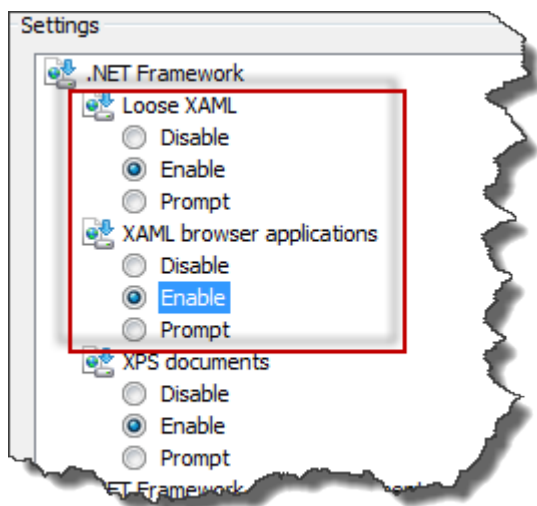 Settings
.NET Framework
Loose XAML
Disable
Enable
Prompt
XAML browser applications
Disable
Enable
Prompt
XPS documents
Disable
Enable
Prompt
Framework